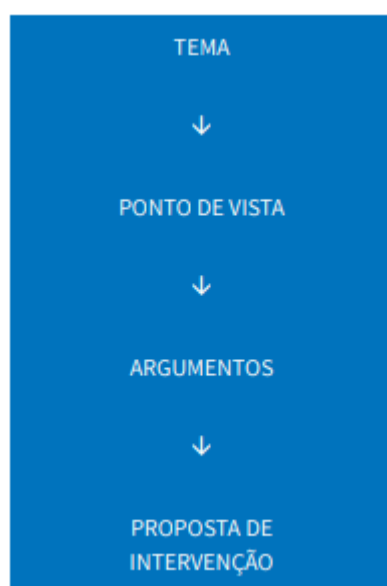 TEMA
↓
PONTO DE VISTA
↓
ARGUMENTOS
↓
PROPOSTA DE
INTERVENÇÃO